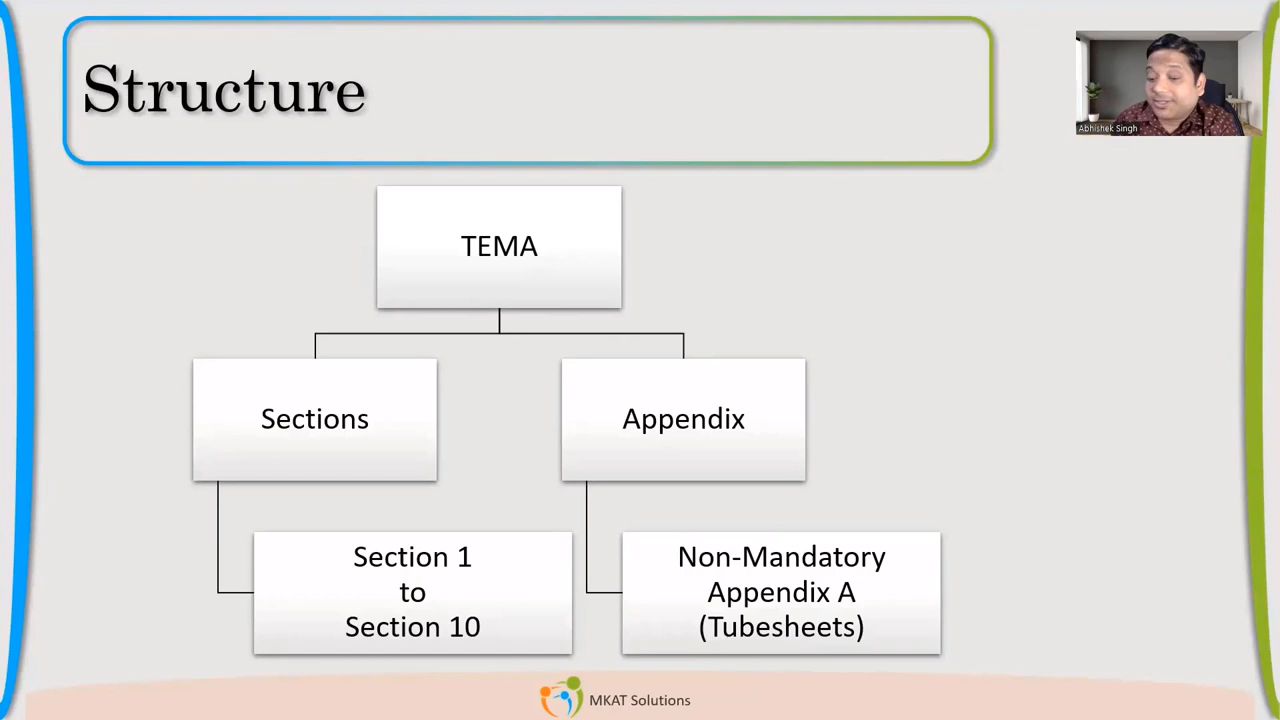 Structure
Abhishek Singh
TEMA
Sections
Appendix
Section 1
to
Section 10
Non-Mandatory
Appendix A
(Tubesheets)
MKAT Solutions